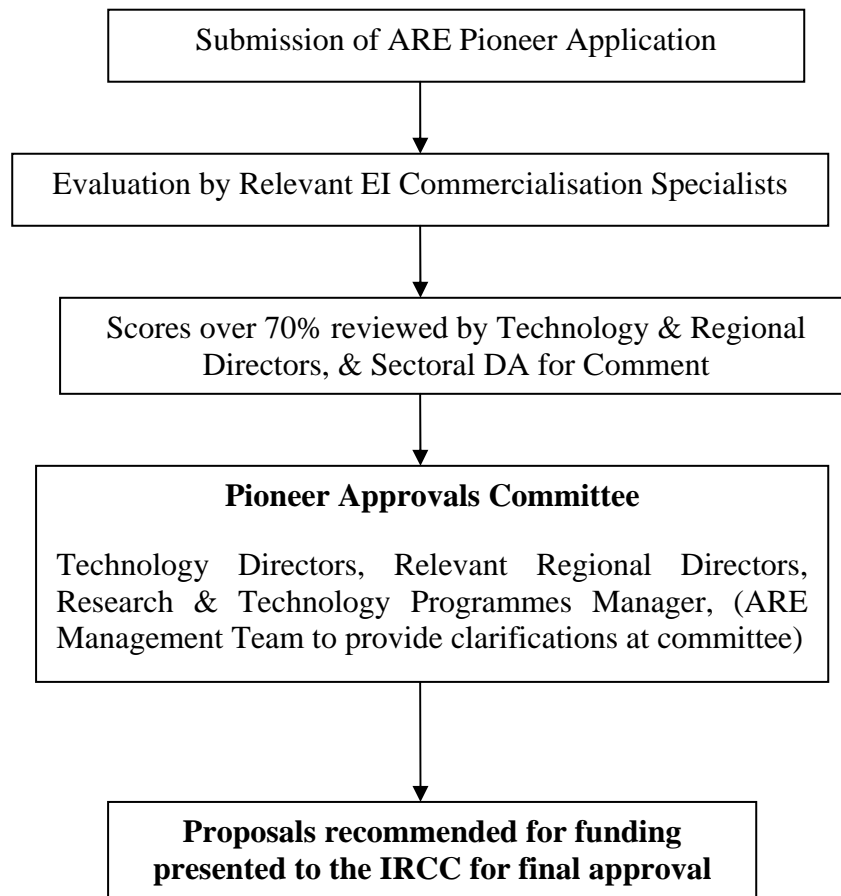 Submission of ARE Pioneer Application
Evaluation by Relevant EI Commercialisation Specialists
Scores over 70% reviewed by Technology & Regional
Directors, & Sectoral DA for Comment
Pioneer Approvals Committee
Technology Directors, Relevant Regional Directors,
Research & Technology Programmes Manager, (ARE
Management Team to provide clarifications at committee)
Proposals recommended for funding
presented to the IRCC for final approval